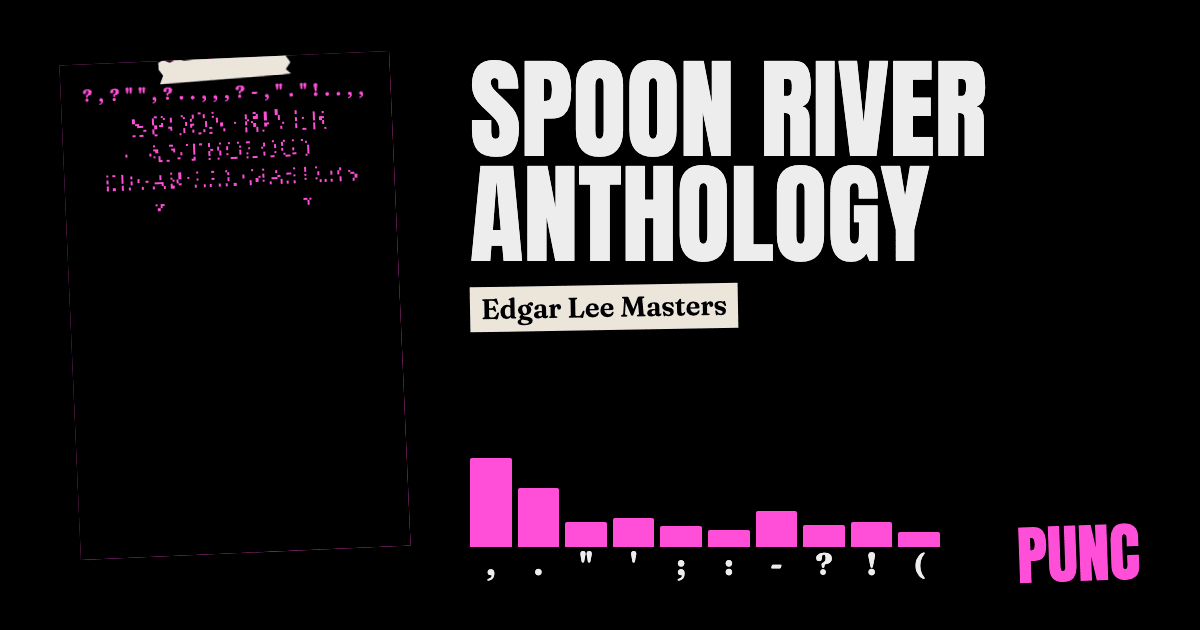 ?,?"",?..,,,?-,"."!..,,
SPOON RIVER
ANTHOLOGY
EDGAR LEE MASTERS
SPOON RIVER
ANTHOLOGY
Edgar Lee Masters
, . " ' ; : - ? ! (
PUNC